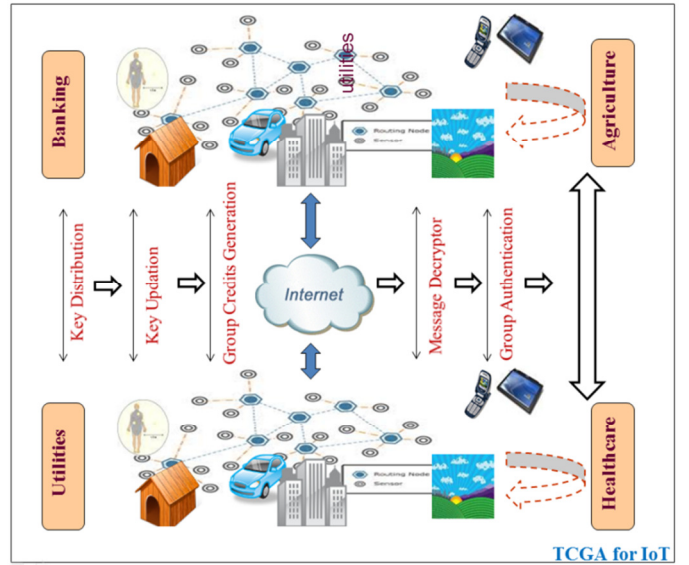 utilities
Banking
Agriculture
Routing Node
Sensor
Key Distribution
Key Updation
Group Credits Generation
Internet
Message Decryptor
Group Authentication
Utilities
Healthcare
Routing Node
Sensor
TCGA for IoT